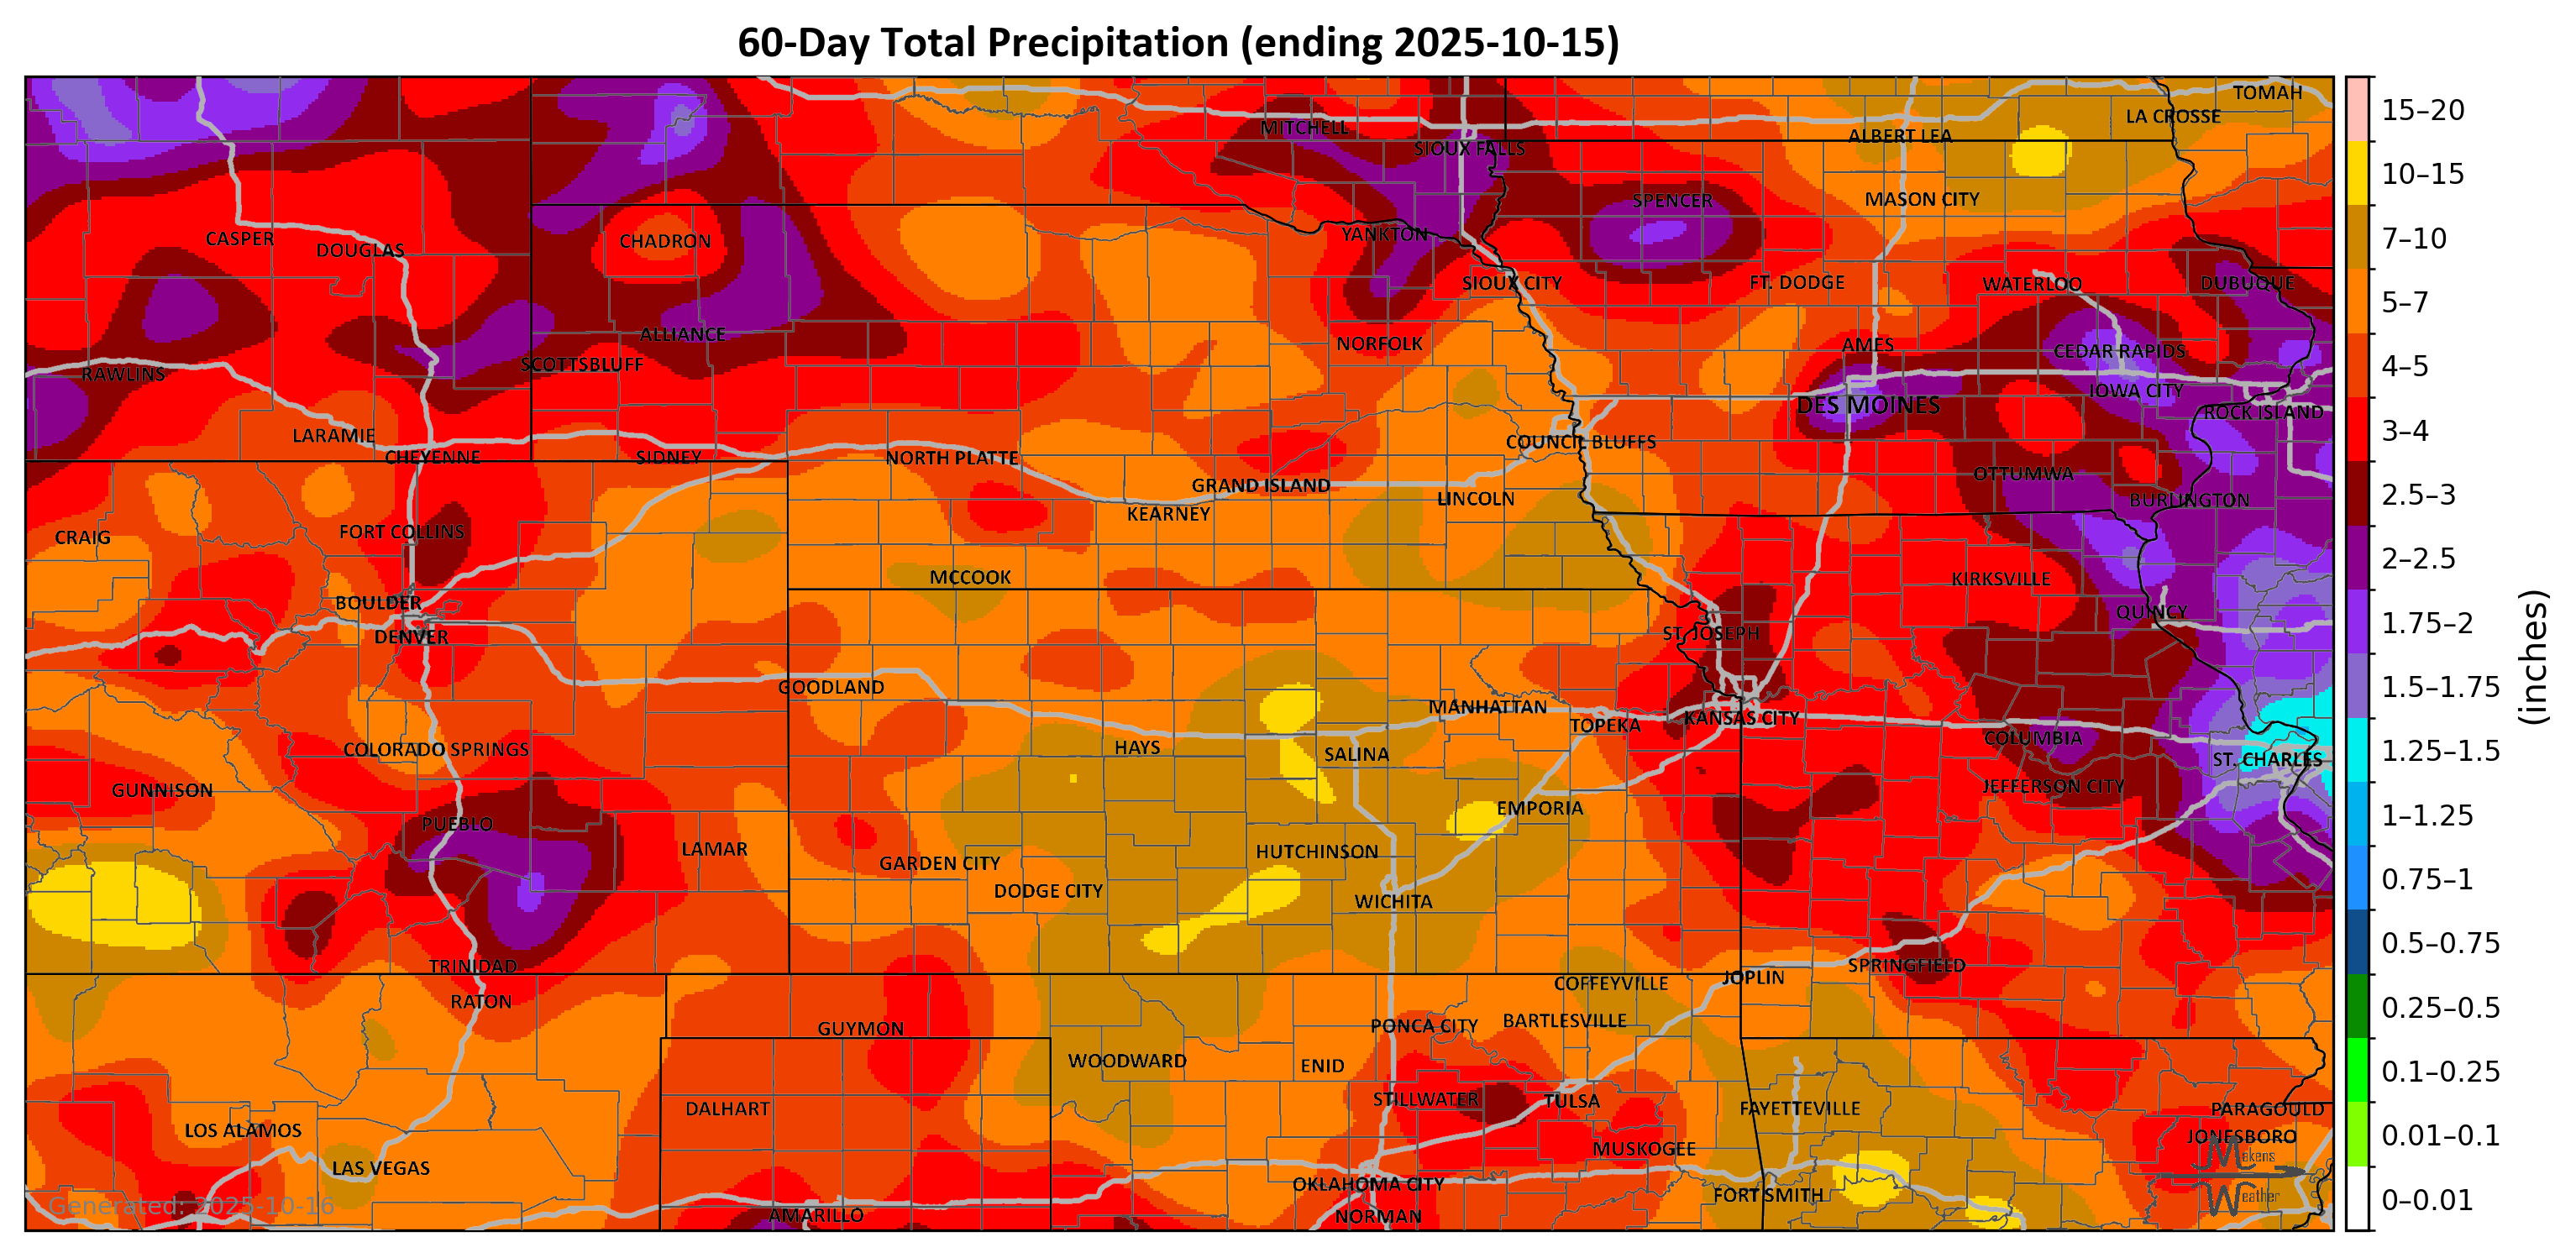 60-Day Total Precipitation (ending 2025-10-15)
TOMAH
LA CROSSE
MITCHELL
ALBERT LEA
SIOUX FALLS
SPENCER
MASON CITY
CASPER
DOUGLAS
CHADRON
YANKTON
SIOUX CITY
FT. DODGE
WATERLOO
DUBUQUE
ALLIANCE
NORFOLK
AMES
CEDAR RAPIDS
SCOTTSBLUFF
RAWLINS
IOWA CITY
DES MOINES
ROCK ISLAND
LARAMIE
COUNCIL BLUFFS
CHEYENNE
SIDNEY
NORTH PLATTE
OTTUMWA
GRAND ISLAND
LINCOLN
BURLINGTON
KEARNEY
FORT COLLINS
CRAIG
MCCOOK
KIRKSVILLE
BOULDER
QUINCY
DENVER
ST. JOSEPH
GOODLAND
MANHATTAN
TOPEKA
KANSAS CITY
COLUMBIA
COLORADO SPRINGS
HAYS
SALINA
ST. CHARLES
GUNNISON
JEFFERSON CITY
EMPORIA
PUEBLO
LAMAR
GARDEN CITY
HUTCHINSON
DODGE CITY
WICHITA
TRINIDAD
SPRINGFIELD
JOPLIN
COFFEYVILLE
RATON
GUYMON
PONCA CITY
BARTLESVILLE
WOODWARD
ENID
DALHART
STILLWATER
TULSA
FAYETTEVILLE
PARAGOULD
LOS ALAMOS
JONESBORO
MUSKOGEE
LAS VEGAS
OKLAHOMA CITY
FORT SMITH
AMARILLO
NORMAN
Generated: 2025-10-16
Makens
Weather
15–20
10–15
7–10
5–7
4–5
3–4
2.5–3
2–2.5
1.75–2
1.5–1.75
1.25–1.5
1–1.25
0.75–1
0.5–0.75
0.25–0.5
0.1–0.25
0.01–0.1
0–0.01
(inches)